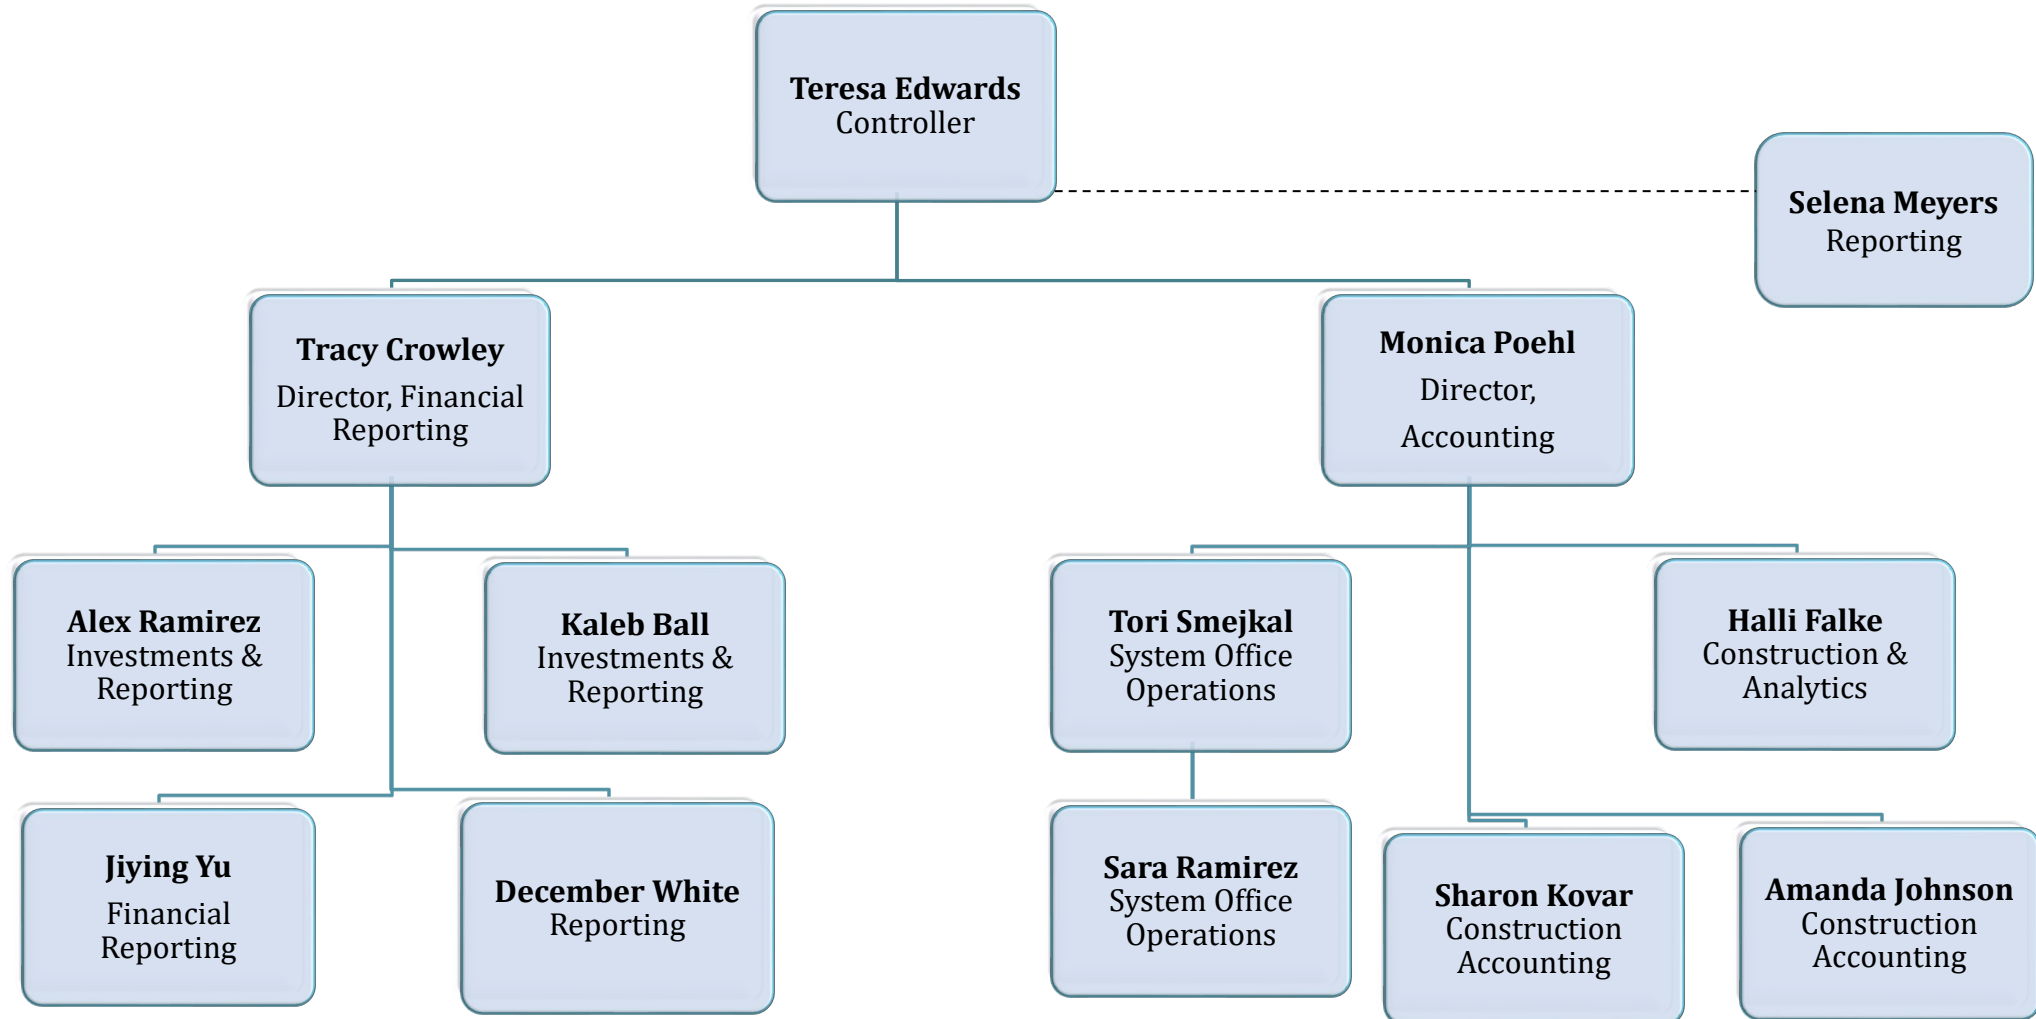 Teresa Edwards
Controller
Selena Meyers
Reporting
Tracy Crowley
Director, Financial
Reporting
Monica Poehl
Director,
Accounting
Alex Ramirez
Investments &
Reporting
Kaleb Ball
Investments &
Reporting
Tori Smejkal
System Office
Operations
Halli Falke
Construction &
Analytics
Jiying Yu
Financial
Reporting
December White
Reporting
Sara Ramirez
System Office
Operations
Sharon Kovar
Construction
Accounting
Amanda Johnson
Construction
Accounting